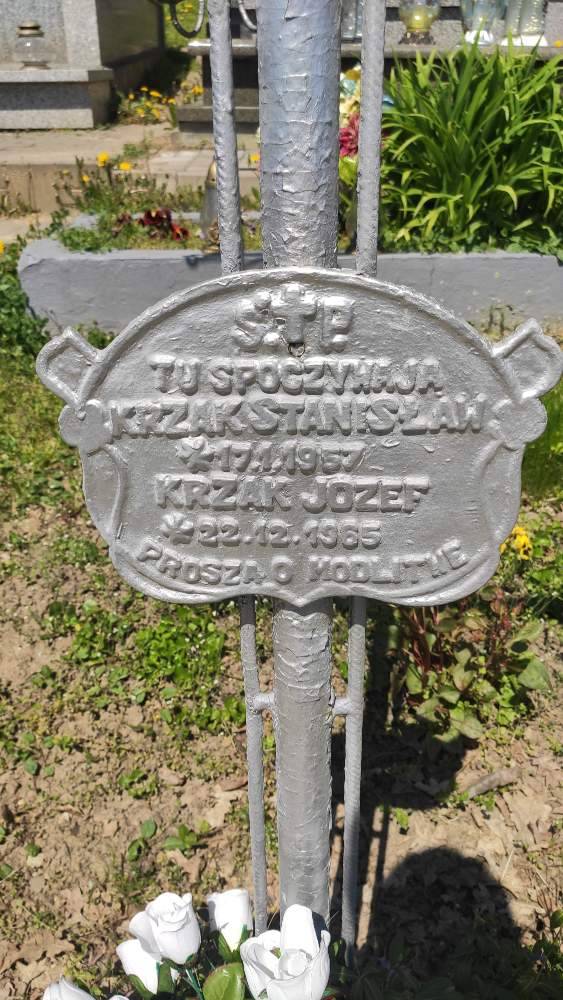 Ś.†P.
TU SPOCZYWAJĄ
KRZAK STANISŁAW
*17.1.1957
KRZAK JÓZEF
*22.12.1965
PROSZĄ O MODLITWĘ